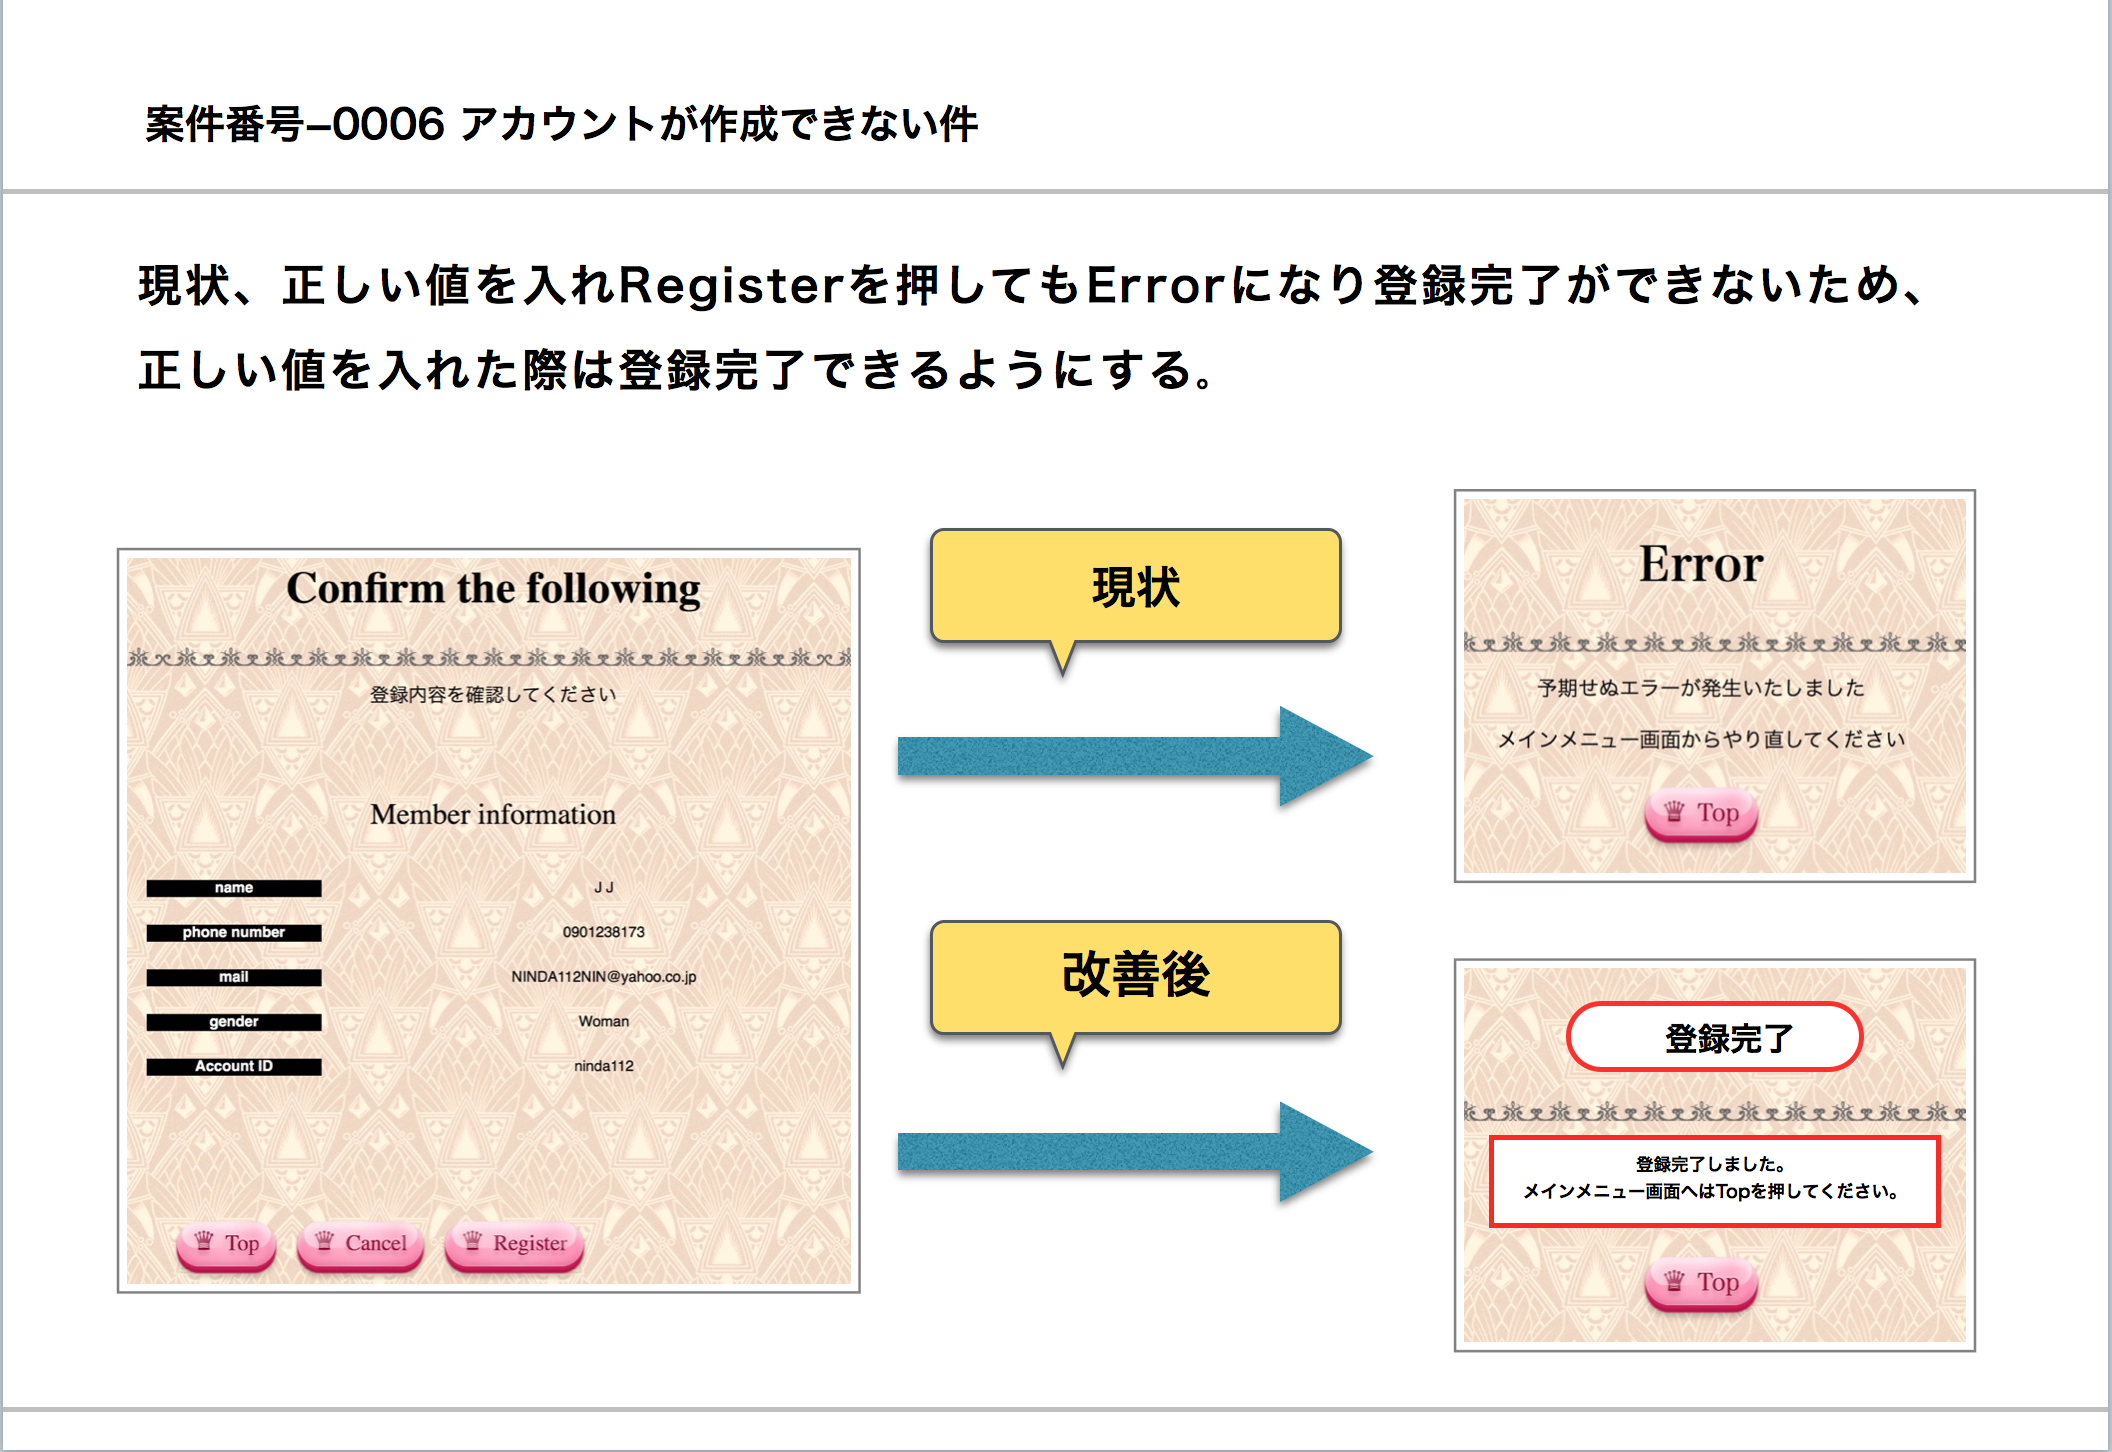 案件番号–0006 アカウントが作成できない件
現状、正しい値を入れRegisterを押してもErrorになり登録完了ができないため、
正しい値を入れた際は登録完了できるようにする。
Confirm the following
登録内容を確認してください
Member information
name J J
phone number 0901238173
mail NINDA112NIN@yahoo.co.jp
gender Woman
Account ID ninda112
Top Cancel Register
現状
Error
予期せぬエラーが発生いたしました
メインメニュー画面からやり直してください
Top
改善後
登録完了
登録完了しました。
メインメニュー画面へはTopを押してください。
Top